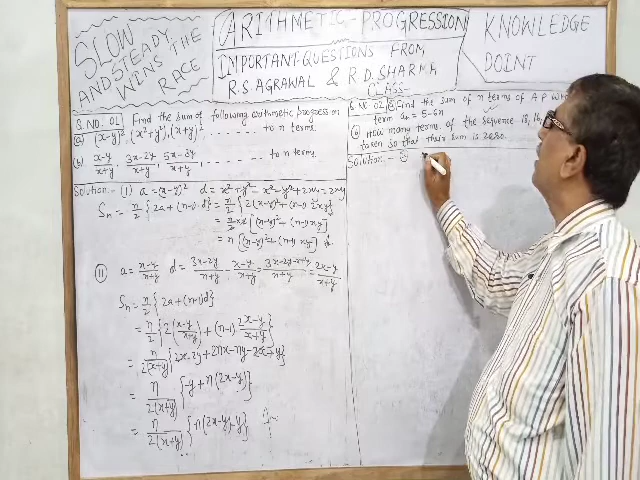 SLOW
AND STEADY
WINS THE
RACE
ARITHMETIC - PROGRESSION
IMPORTANT-QUESTIONS FROM
R.S AGRAWAL & R.D. SHARMA
CLASS-
KNOWLEDGE
POINT
Q. NO. 01 Find the sum of following arithmetic progression
(a) (x-y)², (x²+y²), (x+y)², ........ to n terms.
(b) x-y/x+y, 3x-2y/x+y, 5x-3y/x+y, ........ to n terms.
Solution:- (I) a = (x-y)² d = x²+y²-x²-y²+2xy = 2xy
Sn = n/2 {2a+(n-1)d} = n/2 [2(x-y)²+(n-1) 2xy]
= n/2 x2 [(x-y)²+(n-1)xy]
= n [(x-y)²+(n-1)xy]
(II) a = x-y/x+y d = 3x-2y/x+y - x-y/x+y = 3x-2y-x+y/x+y = 2x-y/x+y
Sn = n/2 {2a+(n-1)d}
= n/2 {2(x-y/x+y)+(n-1) 2x-y/x+y}
= n/2(x+y) {2x-2y+2nx-ny-2x+y}
= n/2(x+y) {-y+n(2x-y)}
= n/2(x+y) {n(2x-y)-y}
Q. NO. 02 (a) Find the sum of n terms of A P
term an = 5-6n
(b) How many terms of the sequence 18, 16,
taken so that their sum is zero.
Solution:-